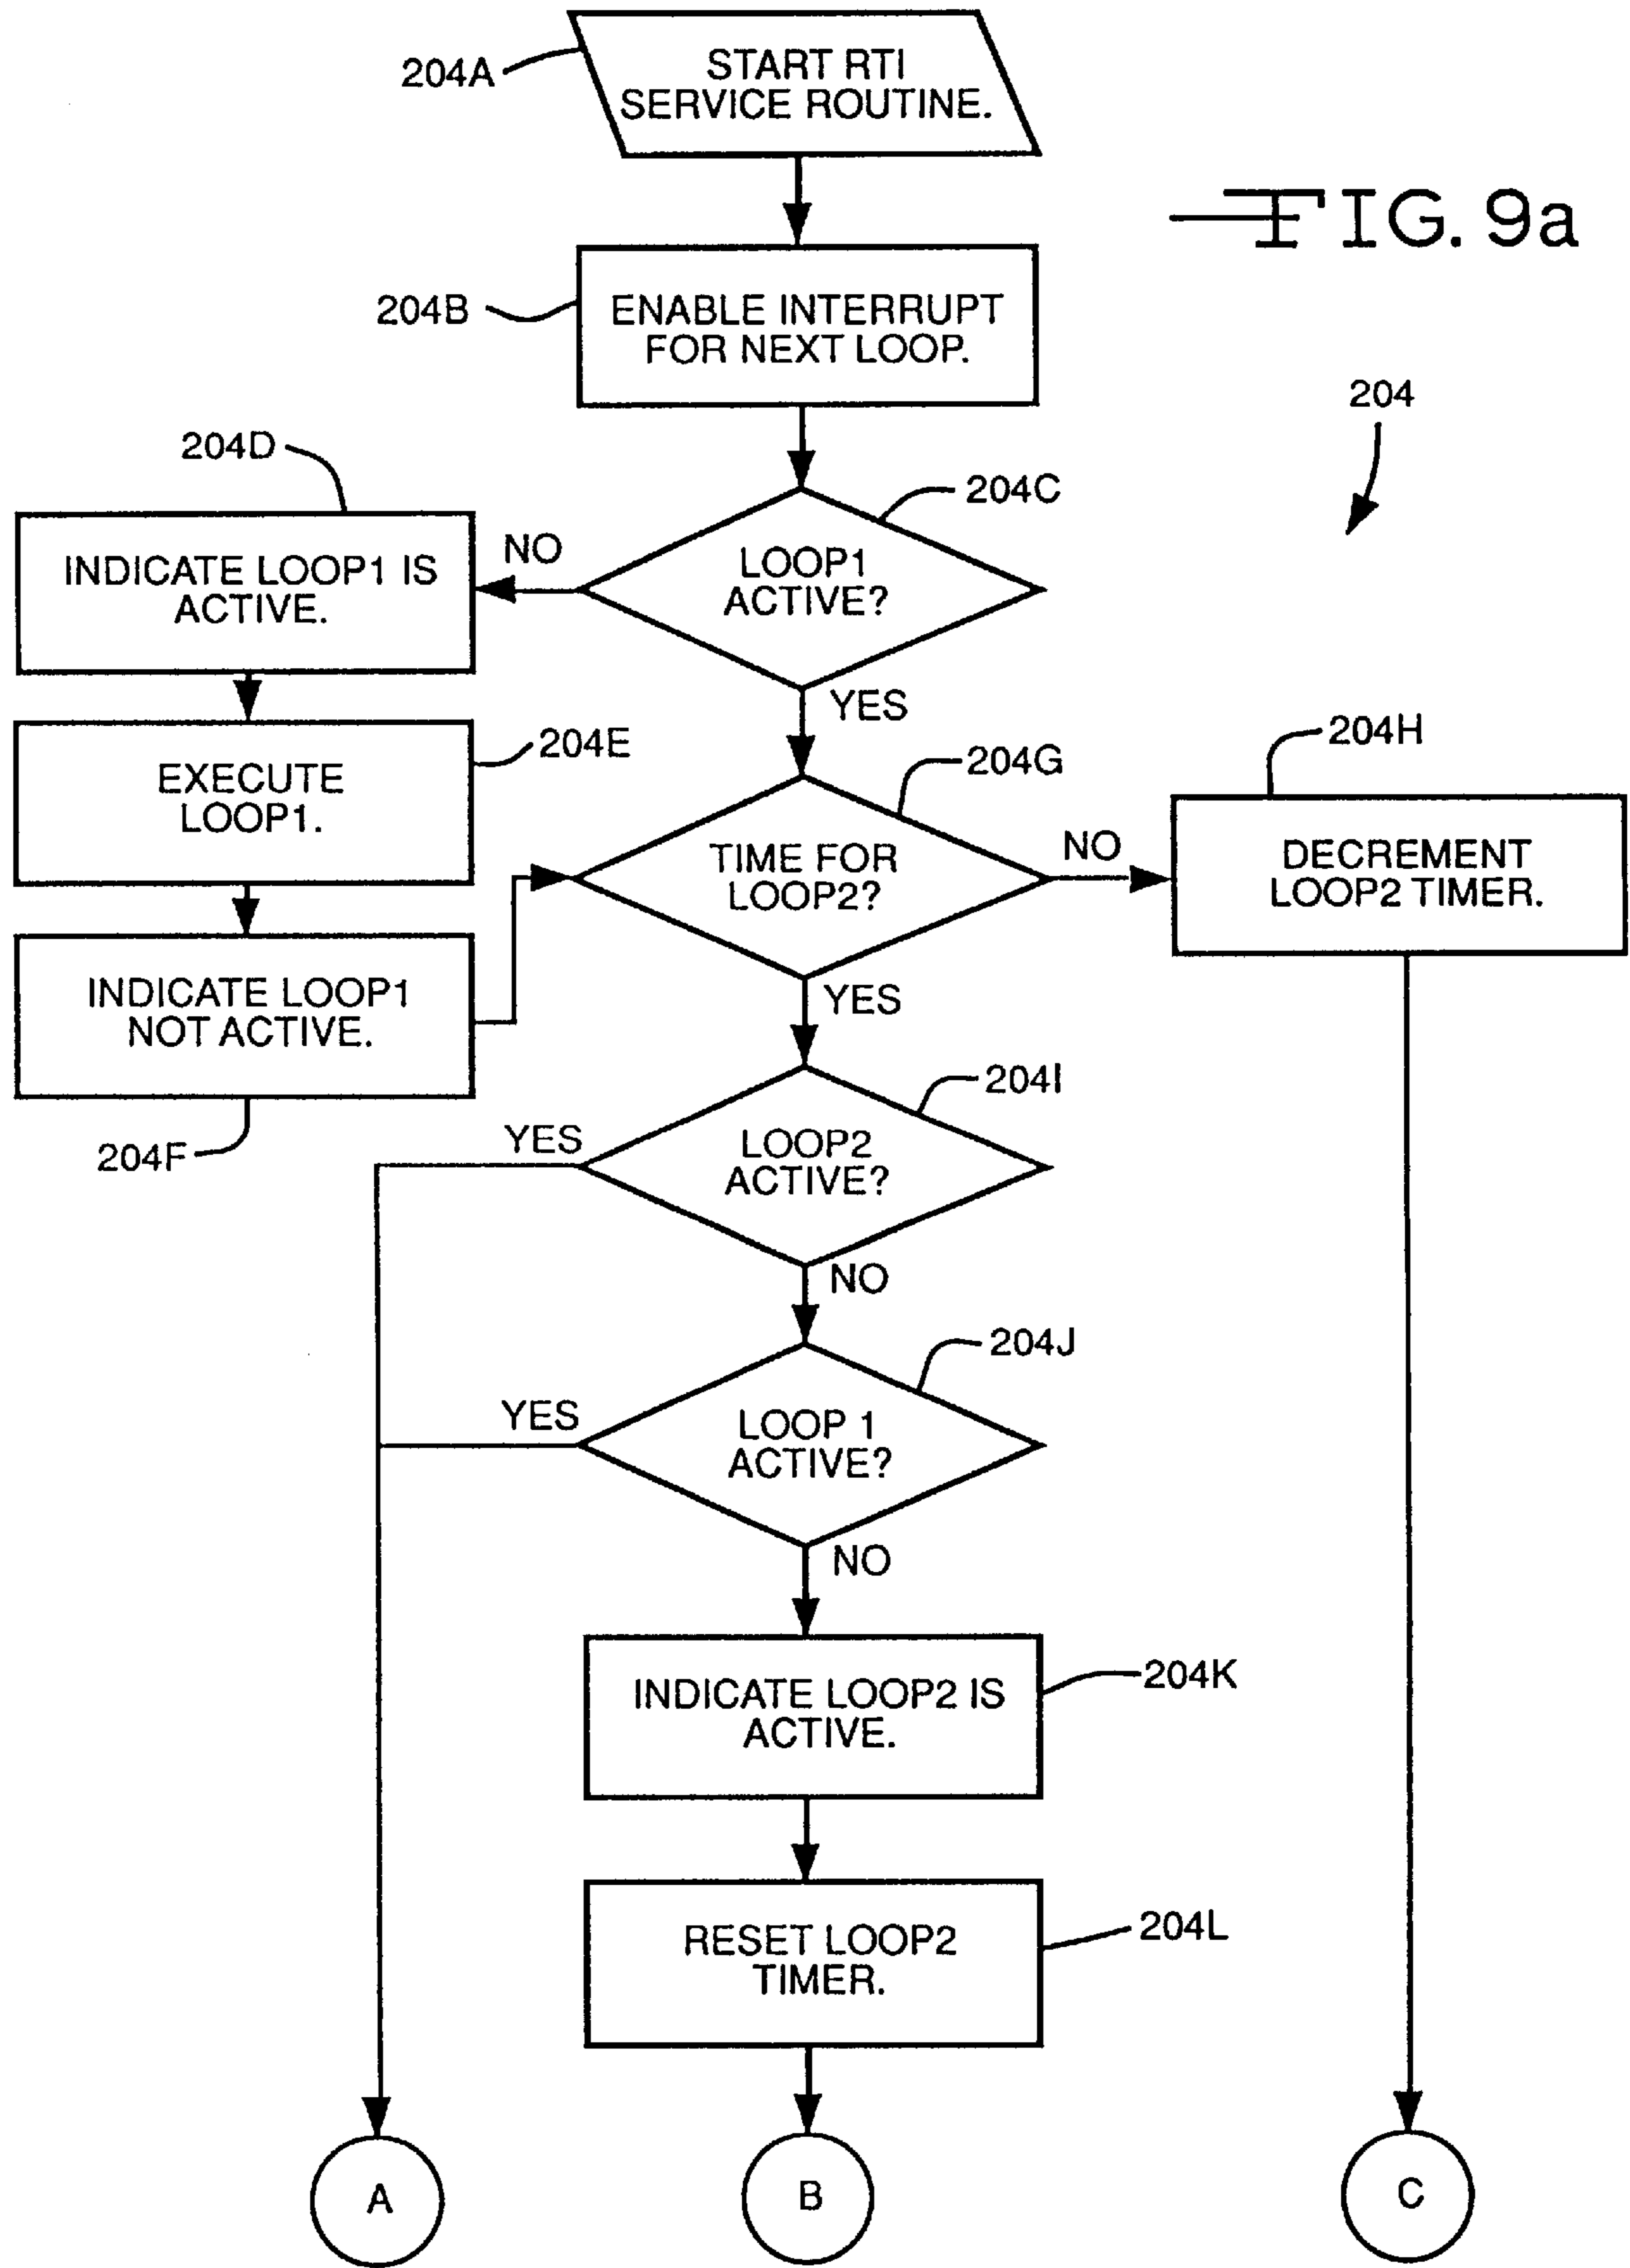 START RTI
SERVICE ROUTINE.
204A
FIG. 9a
ENABLE INTERRUPT
FOR NEXT LOOP.
204B
204
204D
204C
INDICATE LOOP1 IS
ACTIVE.
NO
LOOP1
ACTIVE?
YES
204E
EXECUTE
LOOP1.
204G
204H
TIME FOR
LOOP2?
NO
DECREMENT
LOOP2 TIMER.
INDICATE LOOP1
NOT ACTIVE.
YES
204F
204I
YES
LOOP2
ACTIVE?
NO
204J
YES
LOOP 1
ACTIVE?
NO
INDICATE LOOP2 IS
ACTIVE.
204K
RESET LOOP2
TIMER.
204L
A
B
C